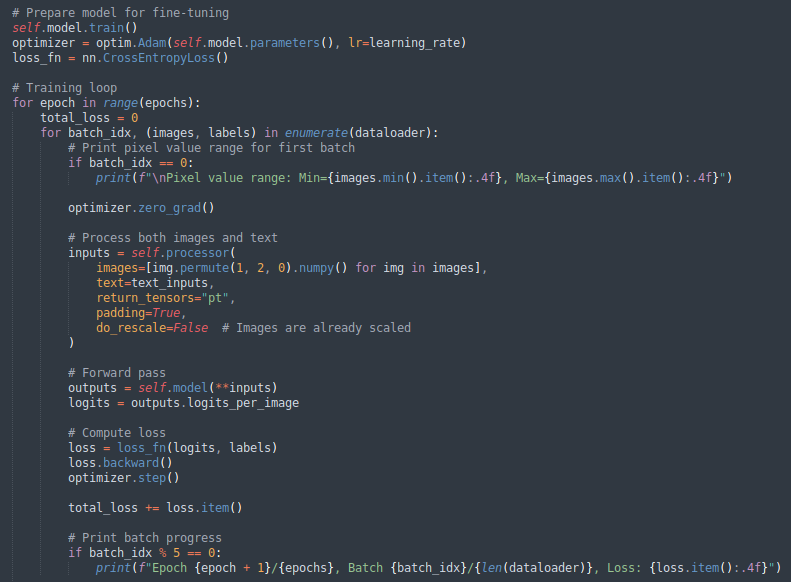 # Prepare model for fine-tuning
self.model.train()
optimizer = optim.Adam(self.model.parameters(), lr=learning_rate)
loss_fn = nn.CrossEntropyLoss()

# Training loop
for epoch in range(epochs):
    total_loss = 0
    for batch_idx, (images, labels) in enumerate(dataloader):
        # Print pixel value range for first batch
        if batch_idx == 0:
            print(f"\nPixel value range: Min={images.min().item():.4f}, Max={images.max().item():.4f}")

        optimizer.zero_grad()

        # Process both images and text
        inputs = self.processor(
            images=[img.permute(1, 2, 0).numpy() for img in images],
            text=text_inputs,
            return_tensors="pt",
            padding=True,
            do_rescale=False  # Images are already scaled
        )

        # Forward pass
        outputs = self.model(**inputs)
        logits = outputs.logits_per_image

        # Compute loss
        loss = loss_fn(logits, labels)
        loss.backward()
        optimizer.step()

        total_loss += loss.item()

        # Print batch progress
        if batch_idx % 5 == 0:
            print(f"Epoch {epoch + 1}/{epochs}, Batch {batch_idx}/{len(dataloader)}, Loss: {loss.item():.4f}")